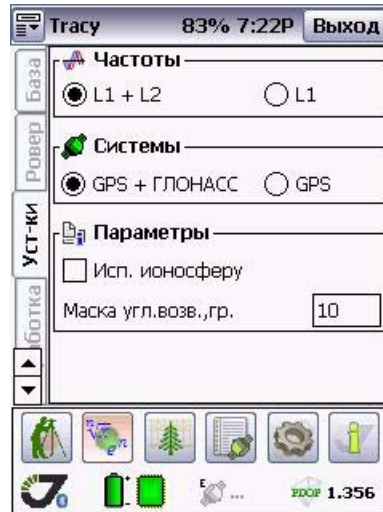 Tracy 83% 7:22P Выход
База
Ровер
Уст-ки
Частоты
L1 + L2 L1
Системы
GPS + ГЛОНАСС GPS
Параметры
Исп. ионосферу
Маска угл.возв.,гр. 10
PDOP 1.356